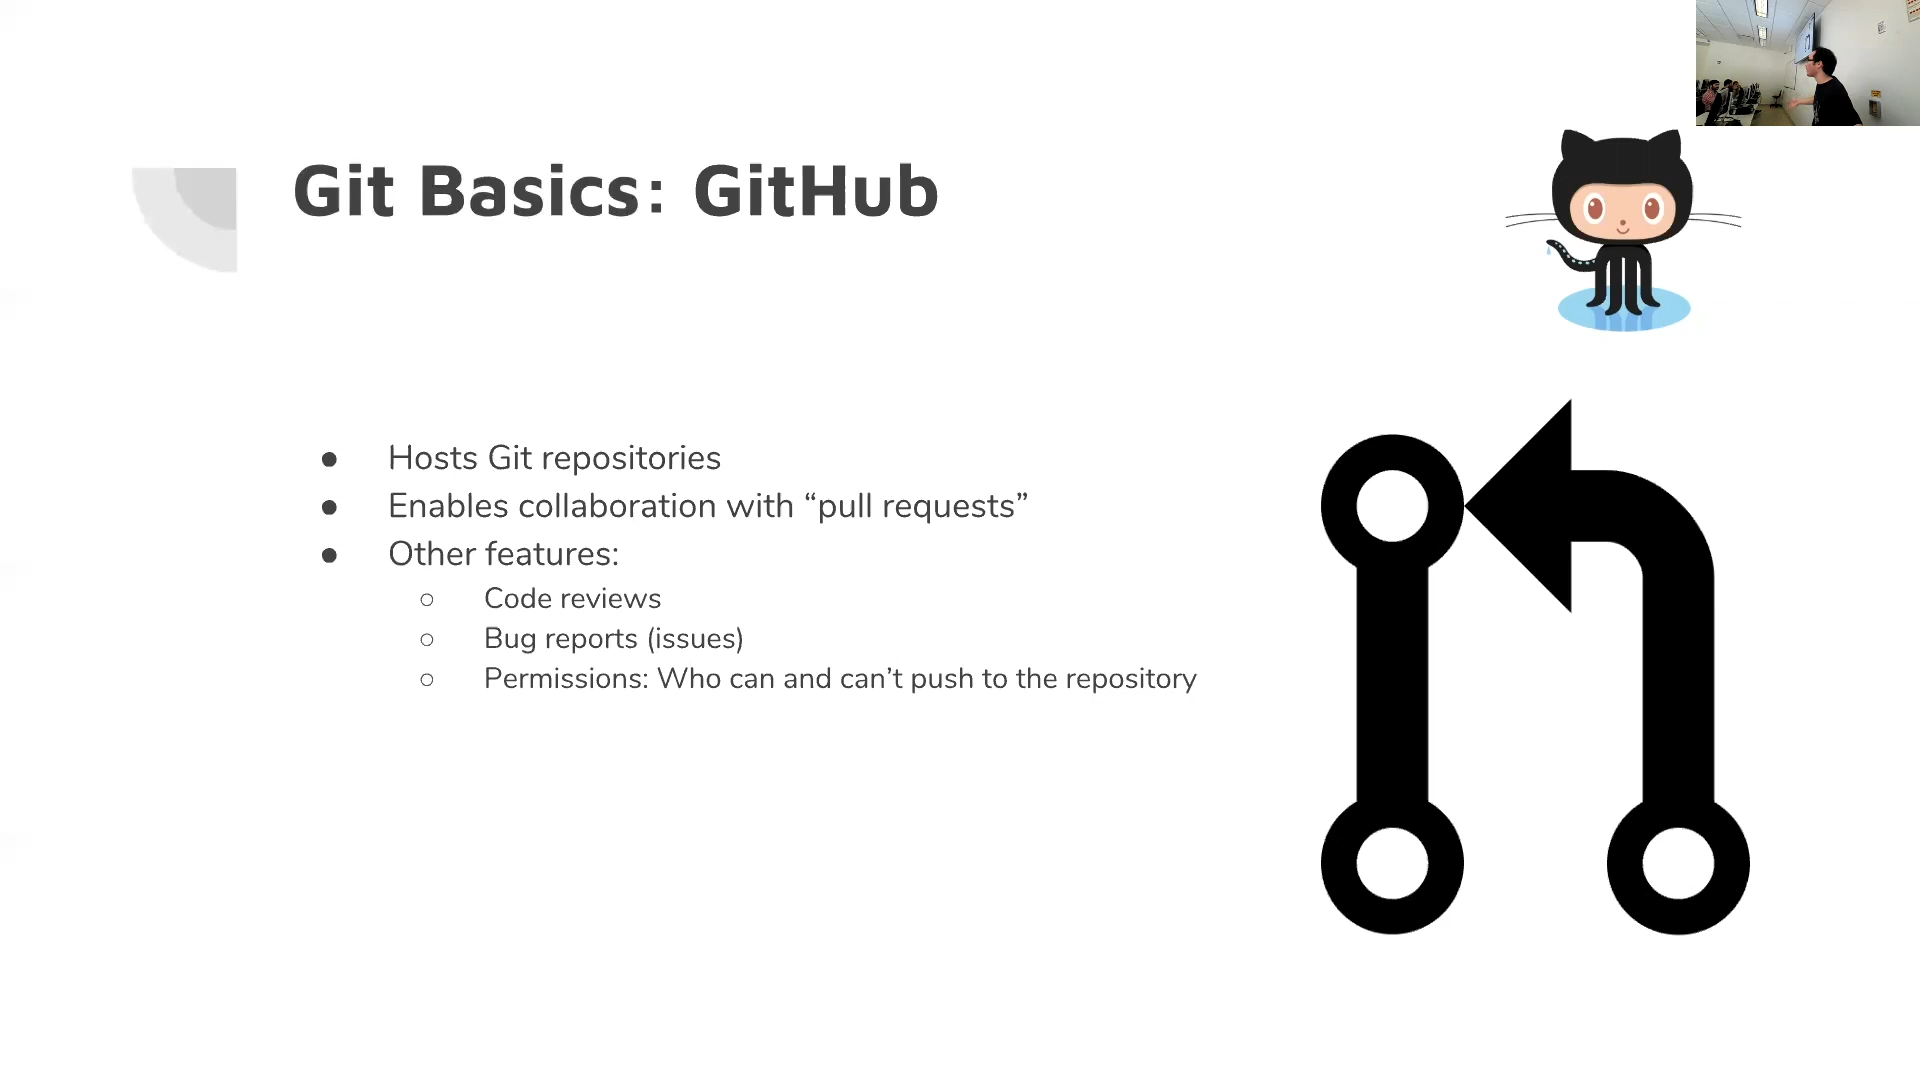 Git Basics: GitHub
● Hosts Git repositories
● Enables collaboration with “pull requests”
● Other features:
○ Code reviews
○ Bug reports (issues)
○ Permissions: Who can and can’t push to the repository